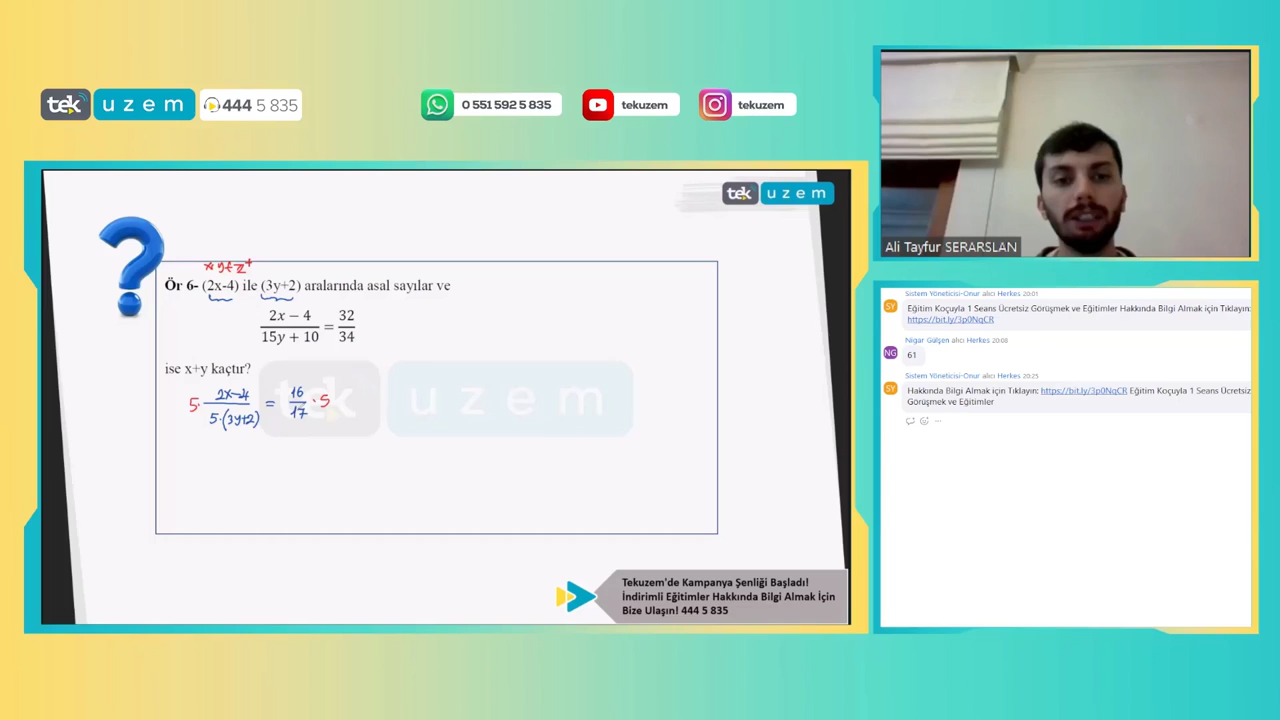 tek uzem 444 5 835
0 551 592 5 835
tekuzem
tekuzem
tek uzem
x, y ∈ Z⁺
Ör 6- (2x-4) ile (3y+2) aralarında asal sayılar ve
2x − 4 / 15y + 10 = 32 / 34
ise x+y kaçtır?
5· 2x-4 / 5·(3y+2) = 16 / 17 ·5
tek uzem
Tekuzem'de Kampanya Şenliği Başladı!
İndirimli Eğitimler Hakkında Bilgi Almak İçin
Bize Ulaşın! 444 5 835
Ali Tayfur SERARSLAN
Sistem Yöneticisi-Onur alıcı Herkes 20:01
SY
Eğitim Koçuyla 1 Seans Ücretsiz Görüşmek ve Eğitimler Hakkında Bilgi Almak için Tıklayın:
https://bit.ly/3p0NqCR
Nigar Gülşen alıcı Herkes 20:08
NG 61
Sistem Yöneticisi-Onur alıcı Herkes 20:25
SY
Hakkında Bilgi Almak için Tıklayın: https://bit.ly/3p0NqCR Eğitim Koçuyla 1 Seans Ücretsiz
Görüşmek ve Eğitimler